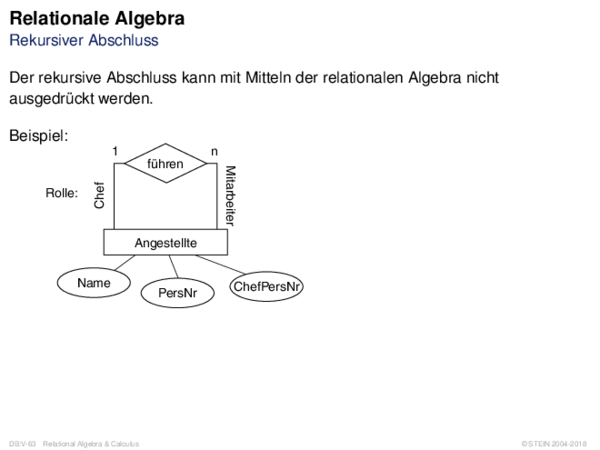 Relationale Algebra
Rekursiver Abschluss
Der rekursive Abschluss kann mit Mitteln der relationalen Algebra nicht
ausgedrückt werden.
Beispiel:
1
n
führen
Rolle:
Chef
Mitarbeiter
Angestellte
Name
PersNr
ChefPersNr
DB:V-63 Relational Algebra & Calculus
© STEIN 2004-2018